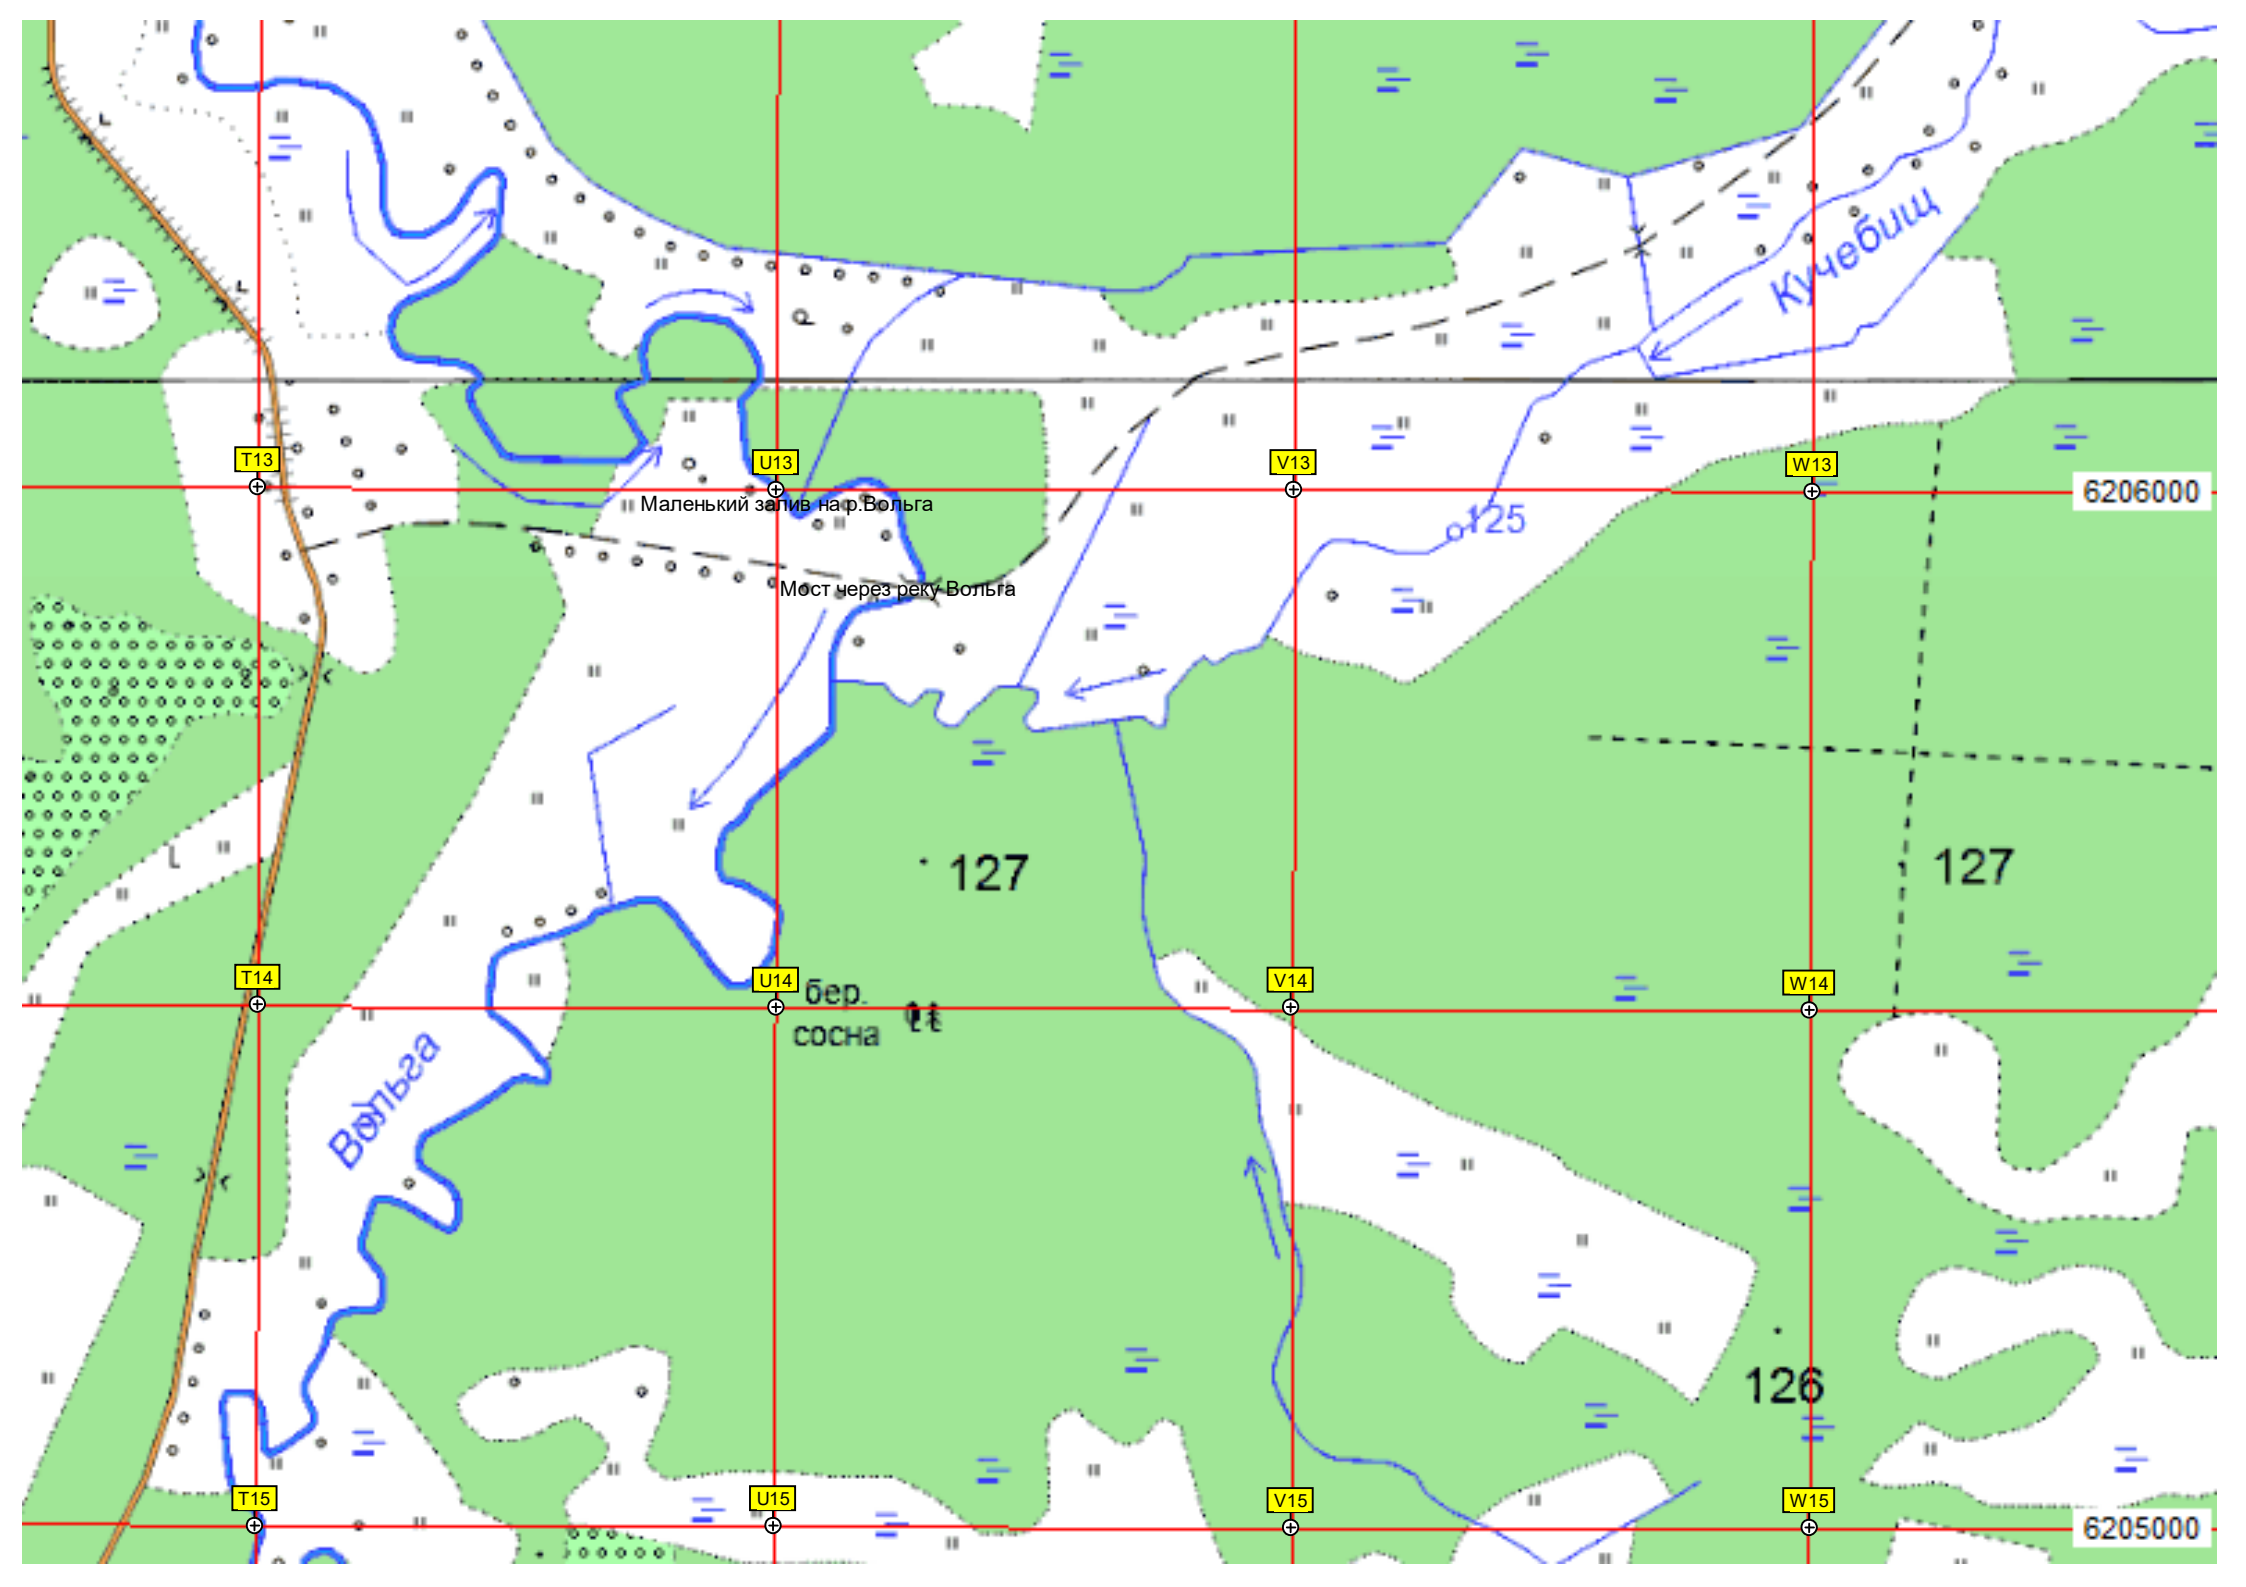 Кучебищ
T13
U13
V13
W13
6206000
Маленький залив на р.Вольга
125
Мост через реку Вольга
127
127
T14
U14
V14
W14
бер.
сосна
Вольга
126
T15
U15
V15
W15
6205000